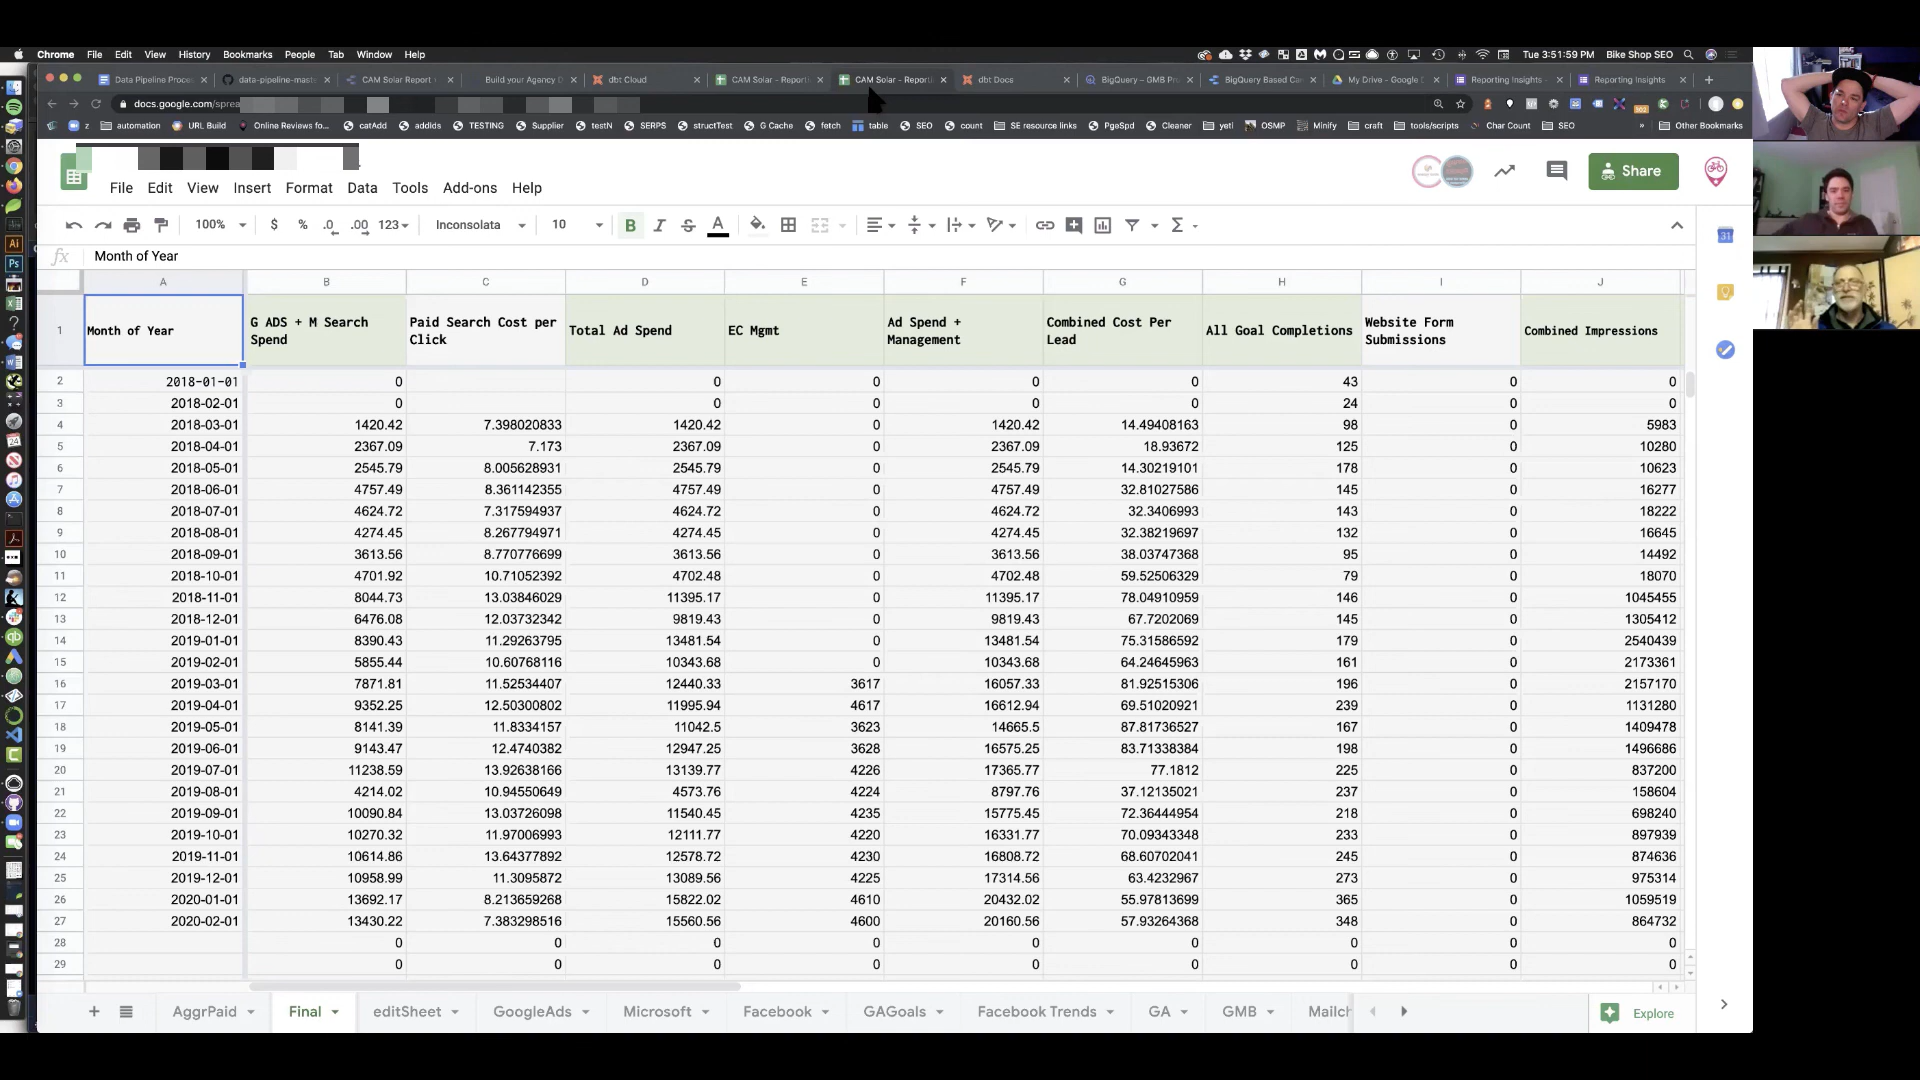 Chrome File Edit View History Bookmarks People Tab Window Help Tue 3:51:59 PM Bike Shop SEO
Data Pipeline Proce data-pipeline-mast CAM Solar Report Build your Agency D dbt Cloud CAM Solar - Report CAM Solar - Reporti dbt Docs BigQuery – GMB Pr BigQuery Based Car My Drive - Google D Reporting Insights - Reporting Insights
docs.google.com/sprea
z automation URL Build Online Reviews fo... catAdd addIds TESTING Supplier testN SERPS structTest G Cache fetch table SEO count SE resource links PgeSpd Cleaner yeti OSMP Minify craft tools/scripts Char Count SEO » Other Bookmarks
File Edit View Insert Format Data Tools Add-ons Help
Share
100% $ % .0 .00 123 Inconsolata 10 B I S A
fx Month of Year
A B C D E F G H I J
1 Month of Year G ADS + M Search Spend Paid Search Cost per Click Total Ad Spend EC Mgmt Ad Spend + Management Combined Cost Per Lead All Goal Completions Website Form Submissions Combined Impressions
2 2018-01-01 0 0 0 0 0 43 0 0
3 2018-02-01 0 0 0 0 0 24 0 0
4 2018-03-01 1420.42 7.398020833 1420.42 0 1420.42 14.49408163 98 0 5983
5 2018-04-01 2367.09 7.173 2367.09 0 2367.09 18.93672 125 0 10280
6 2018-05-01 2545.79 8.005628931 2545.79 0 2545.79 14.30219101 178 0 10623
7 2018-06-01 4757.49 8.361142355 4757.49 0 4757.49 32.81027586 145 0 16277
8 2018-07-01 4624.72 7.317594937 4624.72 0 4624.72 32.3406993 143 0 18222
9 2018-08-01 4274.45 8.267794971 4274.45 0 4274.45 32.38219697 132 0 16645
10 2018-09-01 3613.56 8.770776699 3613.56 0 3613.56 38.03747368 95 0 14492
11 2018-10-01 4701.92 10.71052392 4702.48 0 4702.48 59.52506329 79 0 18070
12 2018-11-01 8044.73 13.03846029 11395.17 0 11395.17 78.04910959 146 0 1045455
13 2018-12-01 6476.08 12.03732342 9819.43 0 9819.43 67.7202069 145 0 1305412
14 2019-01-01 8390.43 11.29263795 13481.54 0 13481.54 75.31586592 179 0 2540439
15 2019-02-01 5855.44 10.60768116 10343.68 0 10343.68 64.24645963 161 0 2173361
16 2019-03-01 7871.81 11.52534407 12440.33 3617 16057.33 81.92515306 196 0 2157170
17 2019-04-01 9352.25 12.50300802 11995.94 4617 16612.94 69.51020921 239 0 1131280
18 2019-05-01 8141.39 11.8334157 11042.5 3623 14665.5 87.81736527 167 0 1409478
19 2019-06-01 9143.47 12.4740382 12947.25 3628 16575.25 83.71338384 198 0 1496686
20 2019-07-01 11238.59 13.92638166 13139.77 4226 17365.77 77.1812 225 0 837200
21 2019-08-01 4214.02 10.94550649 4573.76 4224 8797.76 37.12135021 237 0 158604
22 2019-09-01 10090.84 13.03726098 11540.45 4235 15775.45 72.36444954 218 0 698240
23 2019-10-01 10270.32 11.97006993 12111.77 4220 16331.77 70.09343348 233 0 897939
24 2019-11-01 10614.86 13.64377892 12578.72 4230 16808.72 68.60702041 245 0 874636
25 2019-12-01 10958.99 11.3095872 13089.56 4225 17314.56 63.4232967 273 0 975314
26 2020-01-01 13692.17 8.213659268 15822.02 4610 20432.02 55.97813699 365 0 1059519
27 2020-02-01 13430.22 7.383298516 15560.56 4600 20160.56 57.93264368 348 0 864732
28 0 0 0 0 0 0 0 0 0
29 0 0 0 0 0 0 0 0 0
AggrPaid Final editSheet GoogleAds Microsoft Facebook GAGoals Facebook Trends GA GMB Mailch Explore